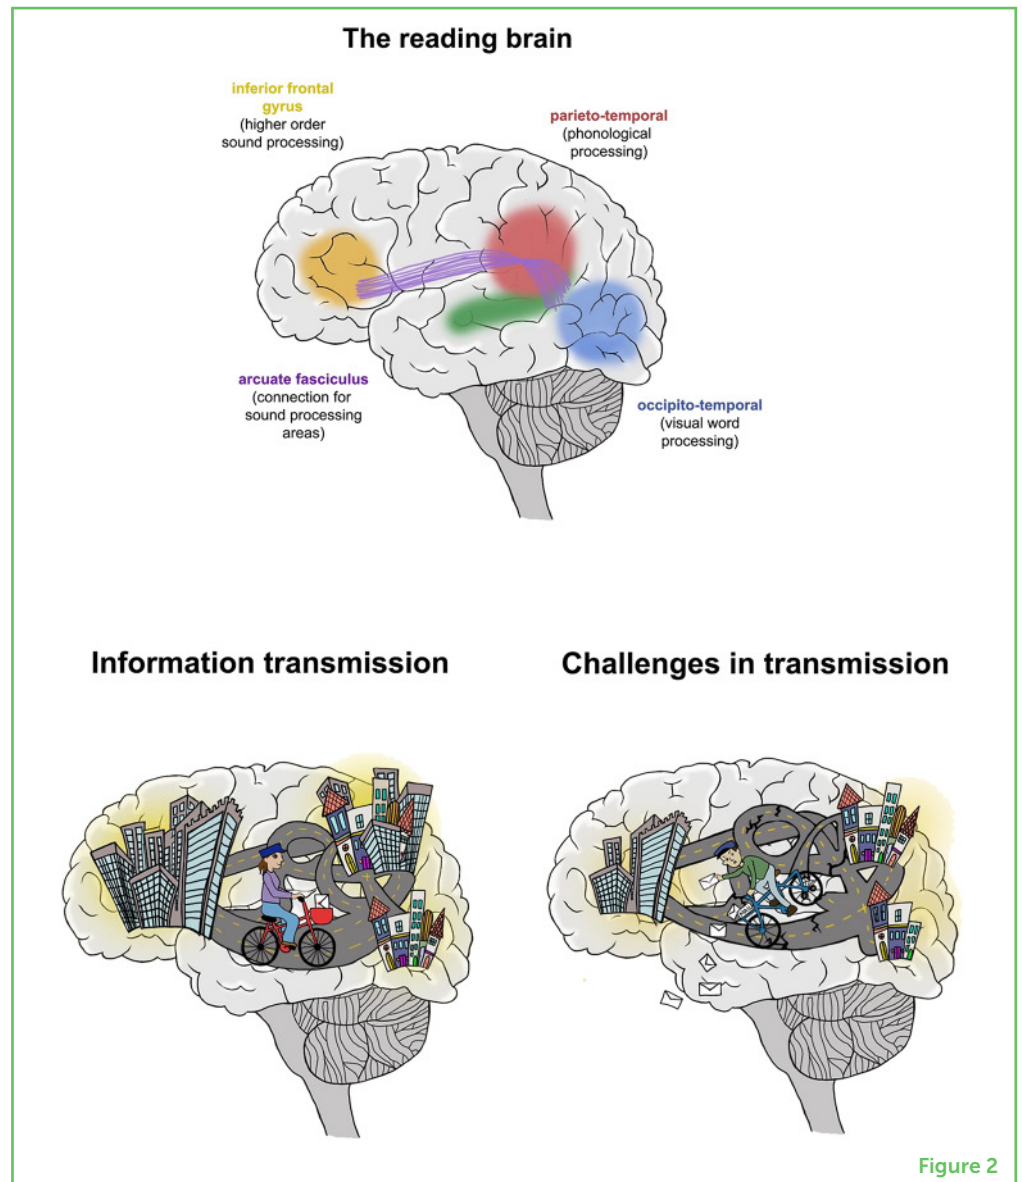 The reading brain
inferior frontal
gyrus
(higher order
sound processing)
parieto-temporal
(phonological
processing)
arcuate fasciculus
(connection for
sound processing
areas)
occipito-temporal
(visual word
processing)
Information transmission
Challenges in transmission
Figure 2